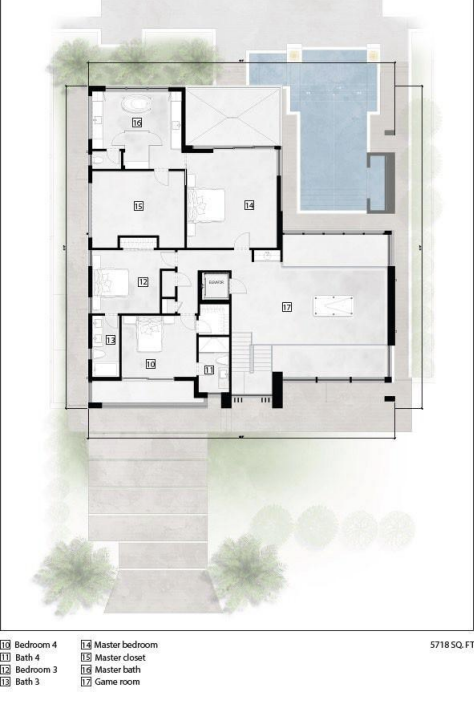 16
15
14
12
ELEVATOR
17
13
10
11
10 Bedroom 4
11 Bath 4
12 Bedroom 3
13 Bath 3
14 Master bedroom
15 Master closet
16 Master bath
17 Game room
5718 SQ. FT